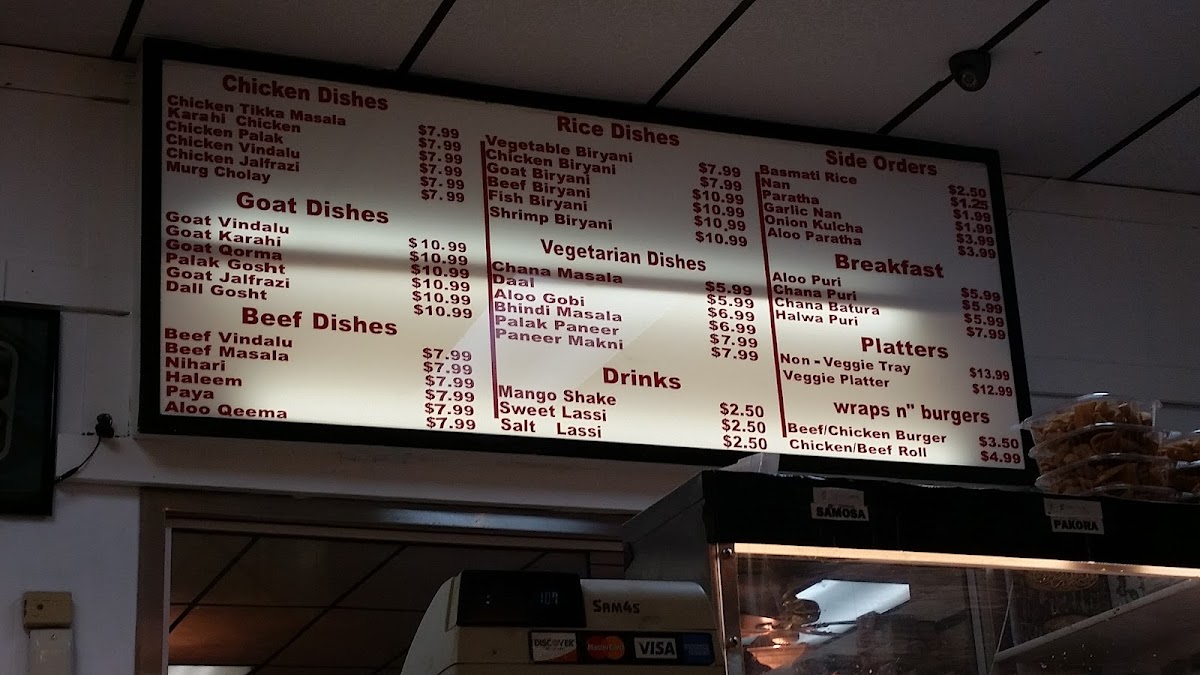 Chicken Dishes
Chicken Tikka Masala $7.99
Karahi Chicken $7.99
Chicken Palak $7.99
Chicken Vindalu $7.99
Chicken Jalfrazi $7.99
Murg Cholay $7.99
Goat Dishes
Goat Vindalu $10.99
Goat Karahi $10.99
Goat Qorma $10.99
Palak Gosht $10.99
Goat Jalfrazi $10.99
Dall Gosht $10.99
Beef Dishes
Beef Vindalu $7.99
Beef Masala $7.99
Nihari $7.99
Haleem $7.99
Paya $7.99
Aloo Qeema $7.99
Rice Dishes
Vegetable Biryani $7.99
Chicken Biryani $7.99
Goat Biryani $10.99
Beef Biryani $10.99
Fish Biryani $10.99
Shrimp Biryani $10.99
Vegetarian Dishes
Chana Masala $5.99
Daal $5.99
Aloo Gobi $6.99
Bhindi Masala $6.99
Palak Paneer $7.99
Paneer Makni $7.99
Drinks
Mango Shake $2.50
Sweet Lassi $2.50
Salt Lassi $2.50
Side Orders
Basmati Rice $2.50
Nan $1.25
Paratha $1.99
Garlic Nan $1.99
Onion Kulcha $3.99
Aloo Paratha $3.99
Breakfast
Aloo Puri $5.99
Chana Puri $5.99
Chana Batura $5.99
Halwa Puri $7.99
Platters
Non - Veggie Tray $13.99
Veggie Platter $12.99
wraps n" burgers
Beef/Chicken Burger $3.50
Chicken/Beef Roll $4.99
SAMOSA
PAKORA
SAM4S
DISCOVER
MasterCard
VISA